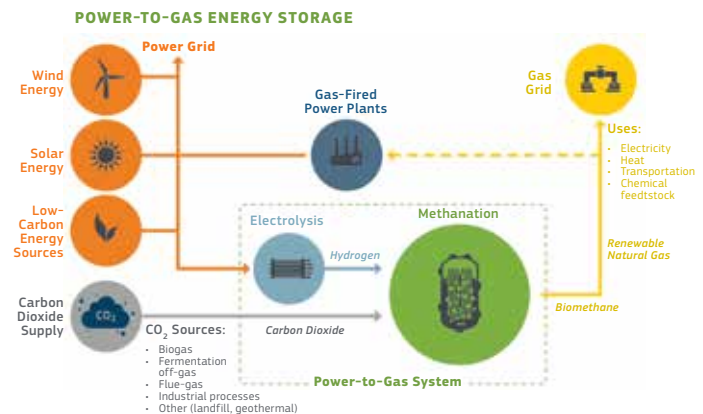 POWER-TO-GAS ENERGY STORAGE
Power Grid
Wind
Energy
Solar
Energy
Low-
Carbon
Energy
Sources
Carbon
Dioxide
Supply
CO₂
CO₂ Sources:
• Biogas
• Fermentation
off-gas
• Flue-gas
• Industrial processes
• Other (landfill, geothermal)
Gas-Fired
Power Plants
Electrolysis
Hydrogen
Carbon Dioxide
Methanation
Power-to-Gas System
Gas
Grid
Uses:
• Electricity
• Heat
• Transportation
• Chemical
feedtstock
Renewable
Natural Gas
Biomethane